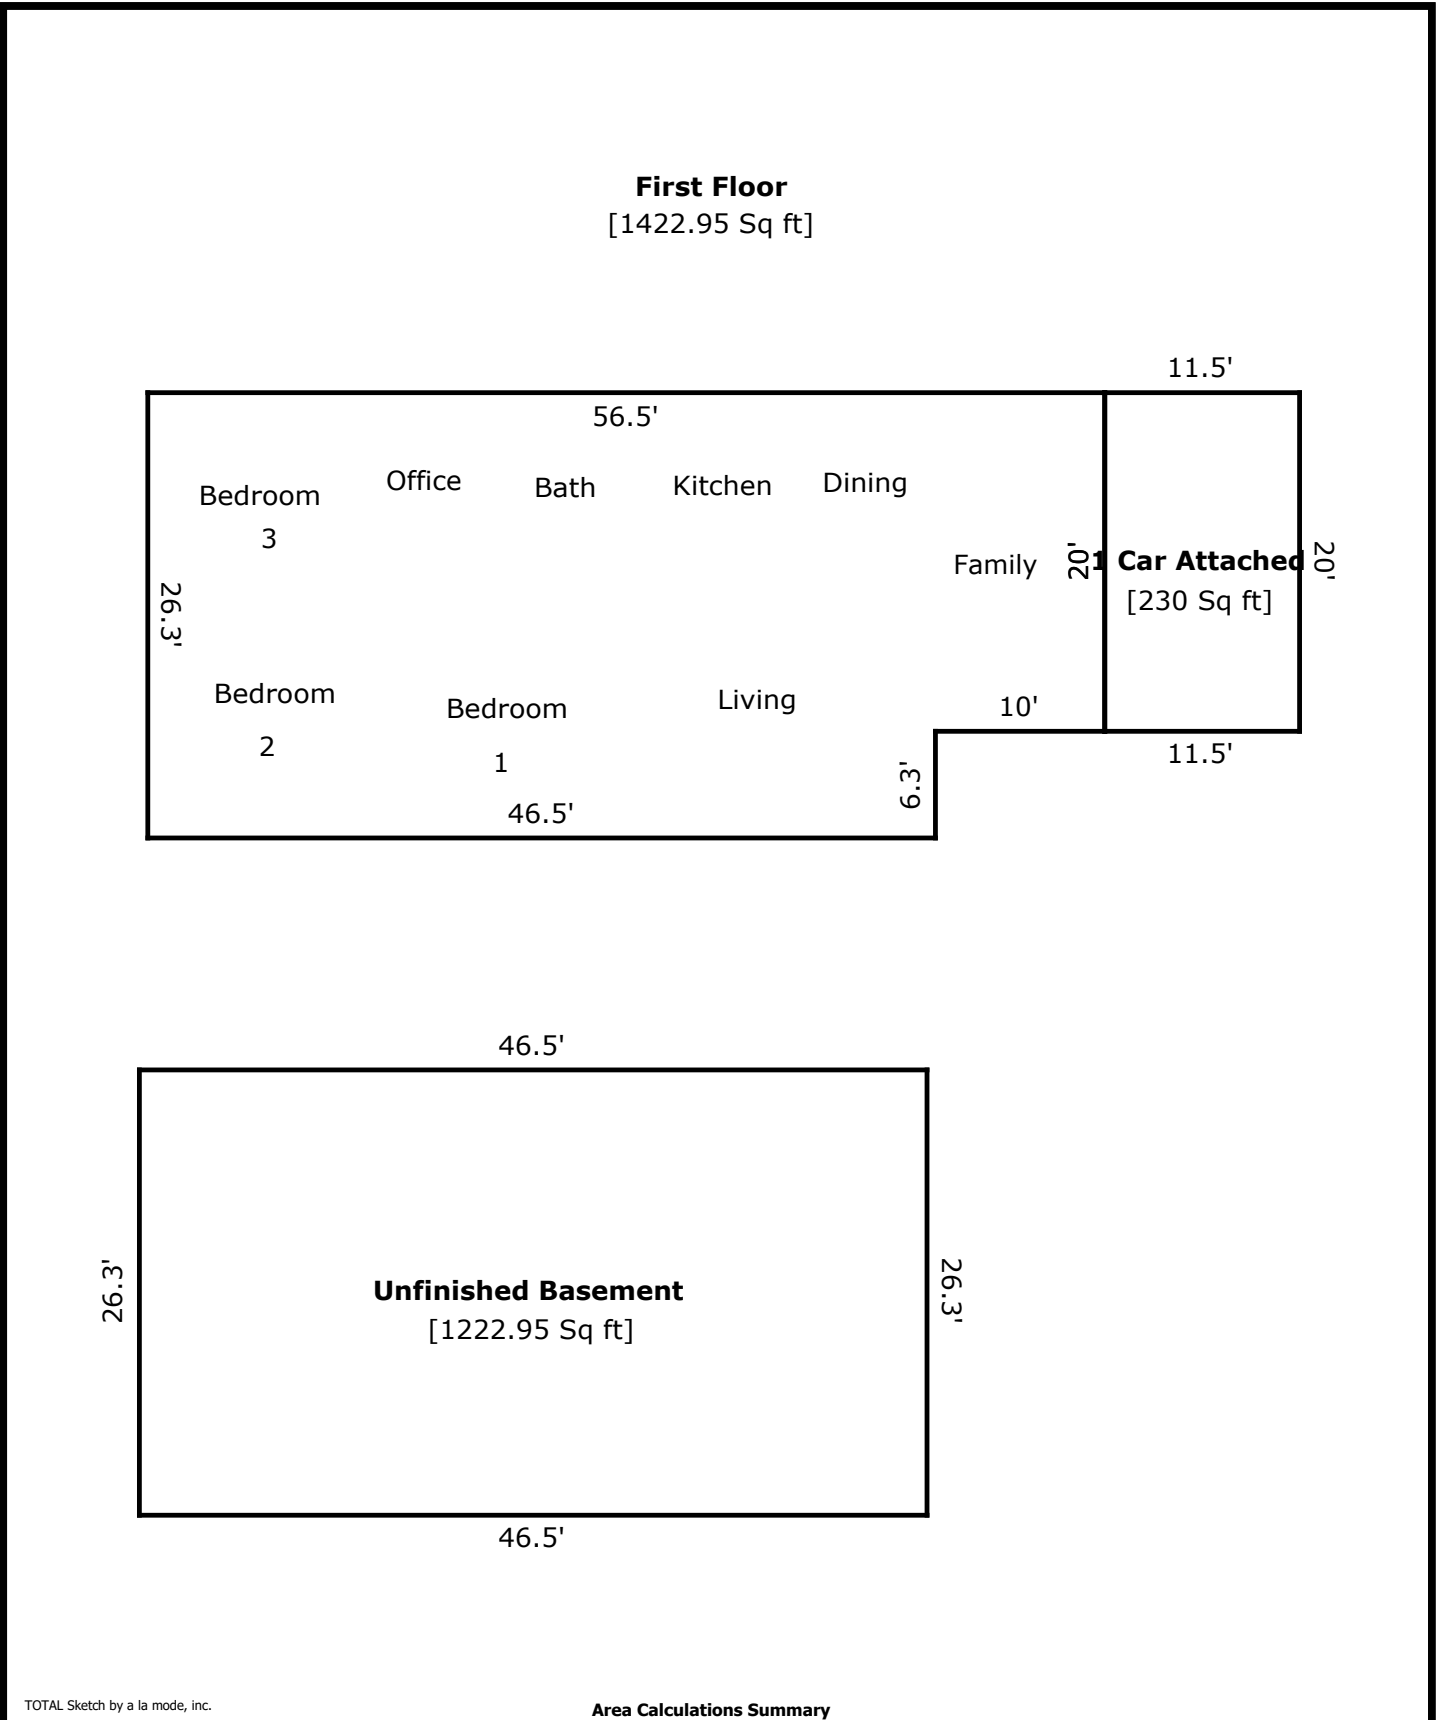 First Floor
[1422.95 Sq ft]
11.5'
56.5'
Bedroom
3
Office
Bath
Kitchen
Dining
Family
20'
1 Car Attached
[230 Sq ft]
20'
26.3'
Bedroom
2
Bedroom
1
Living
10'
11.5'
6.3'
46.5'
46.5'
26.3'
Unfinished Basement
[1222.95 Sq ft]
26.3'
46.5'
TOTAL Sketch by a la mode, inc.
Area Calculations Summary